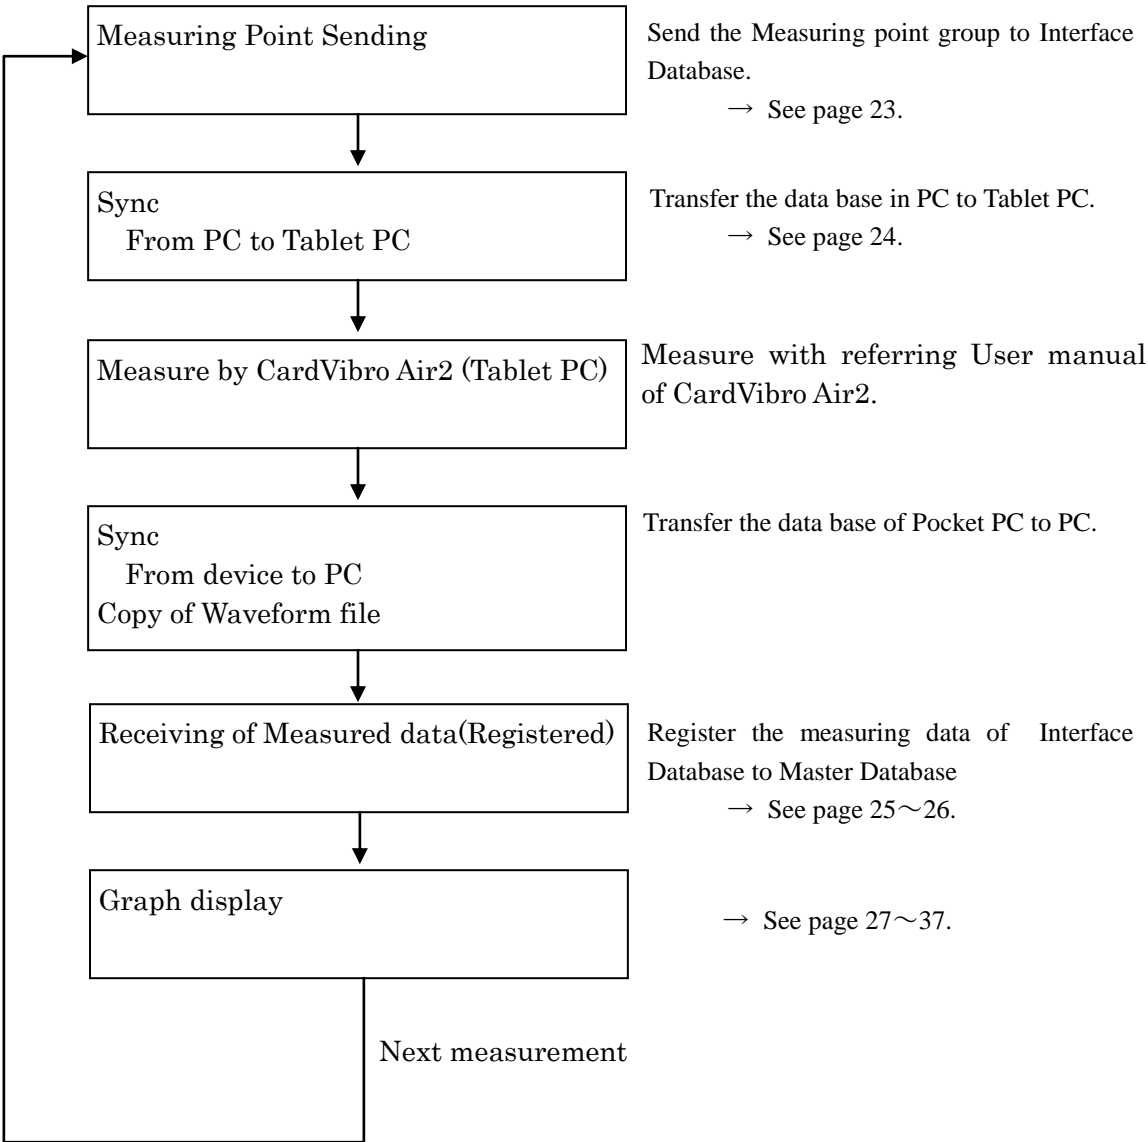 Measuring Point Sending
Send the Measuring point group to Interface
Database.
→ See page 23.
Sync
From PC to Tablet PC
Transfer the data base in PC to Tablet PC.
→ See page 24.
Measure by CardVibro Air2 (Tablet PC)
Measure with referring User manual
of CardVibro Air2.
Sync
From device to PC
Copy of Waveform file
Transfer the data base of Pocket PC to PC.
Receiving of Measured data(Registered)
Register the measuring data of Interface
Database to Master Database
→ See page 25～26.
Graph display
→ See page 27～37.
Next measurement